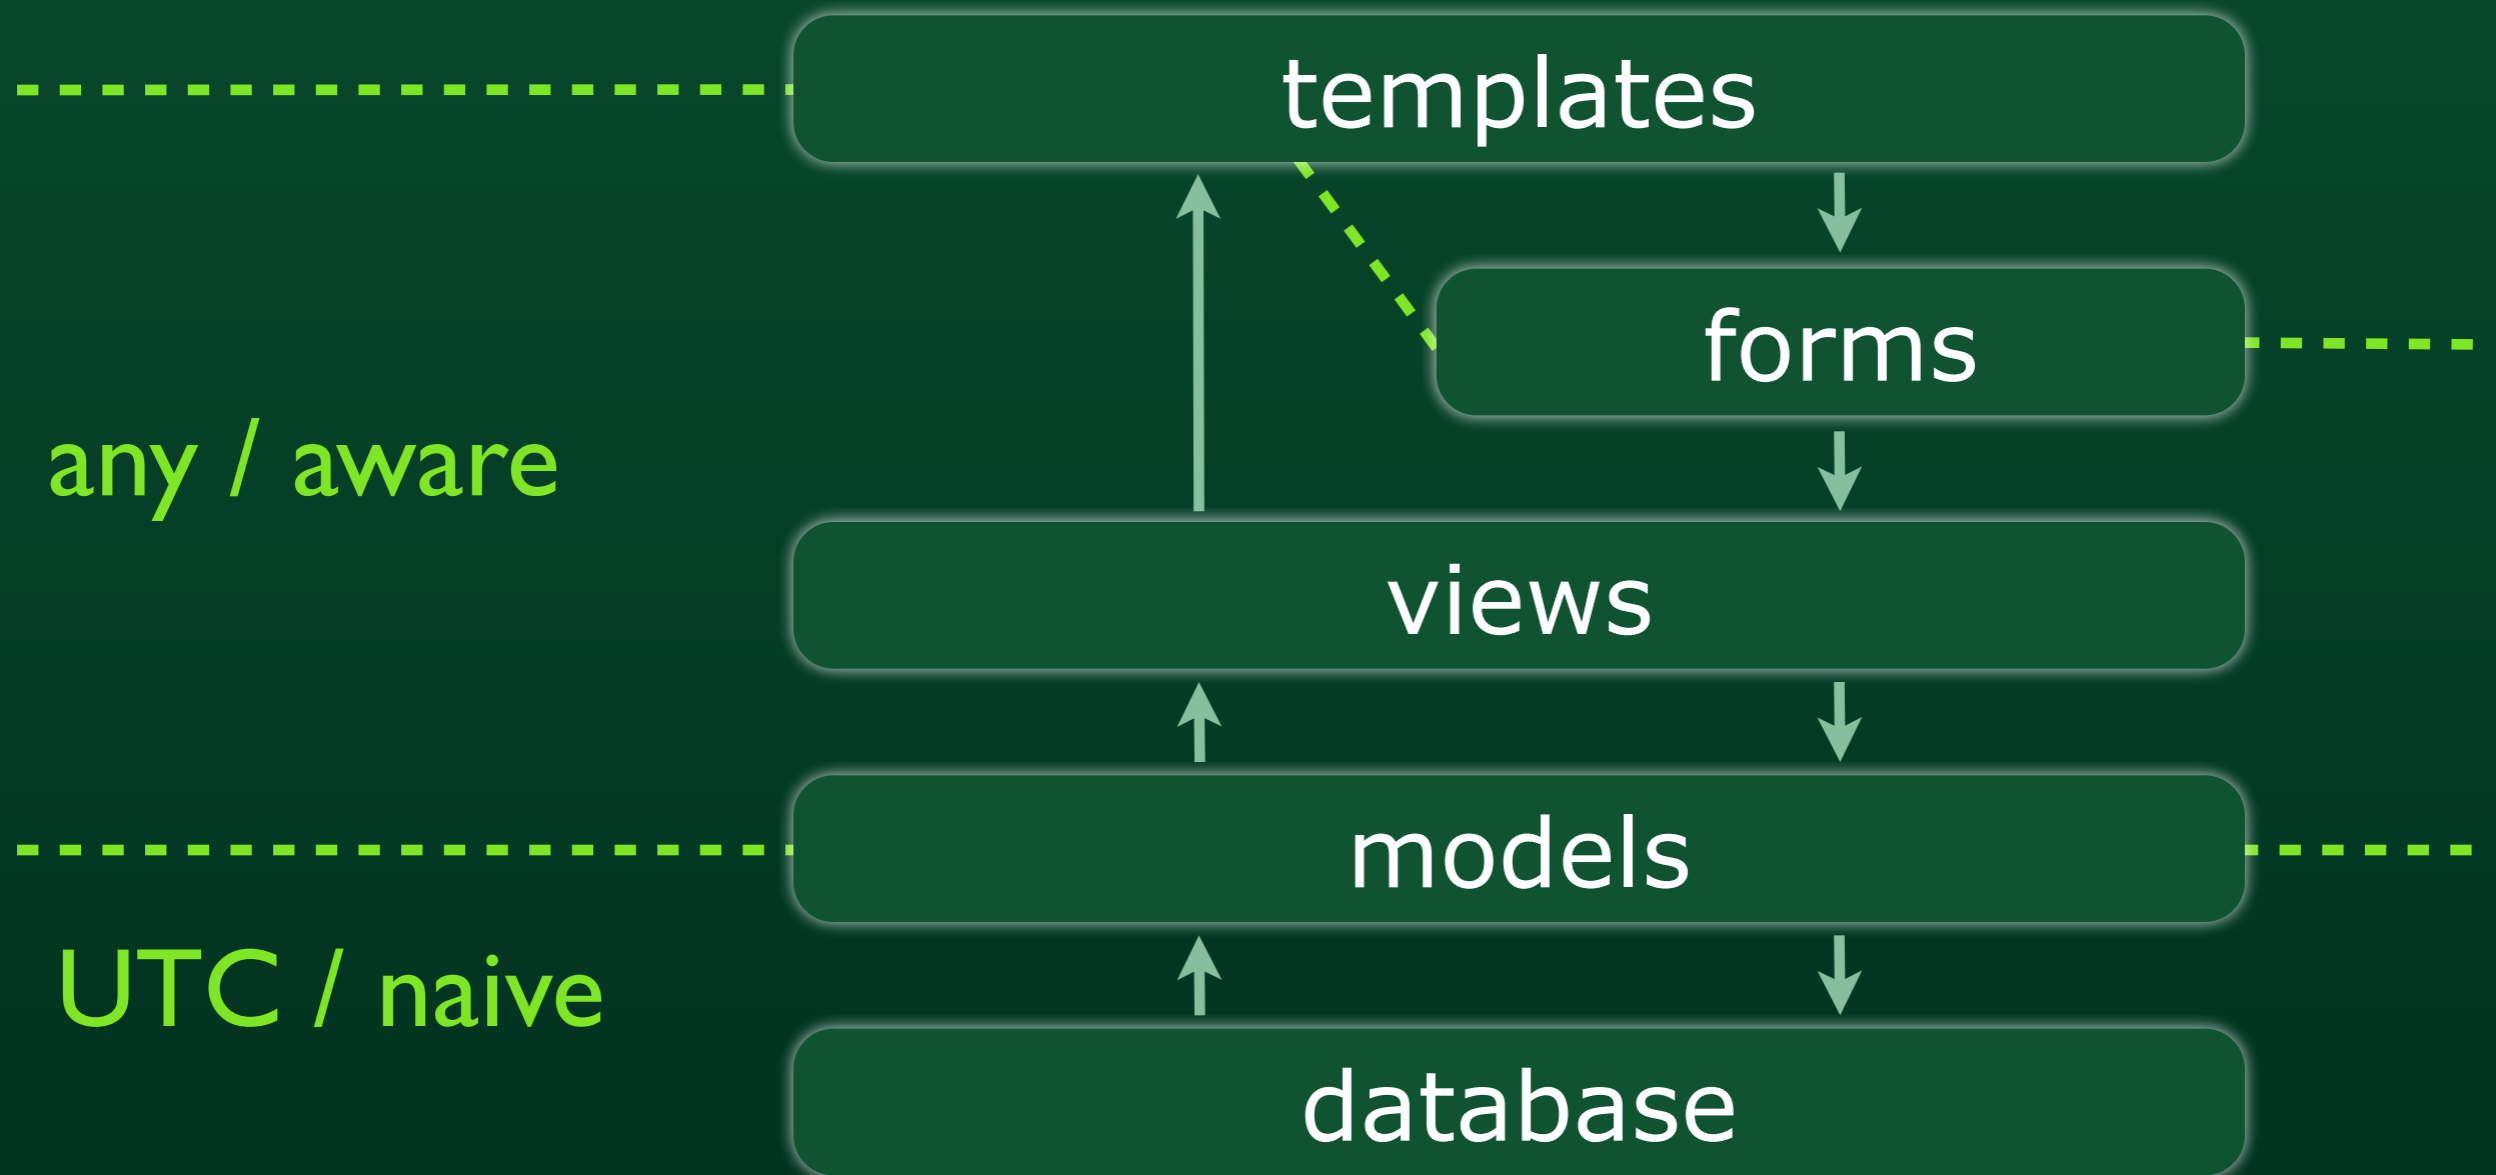 templates
forms
any / aware
views
models
UTC / naive
database